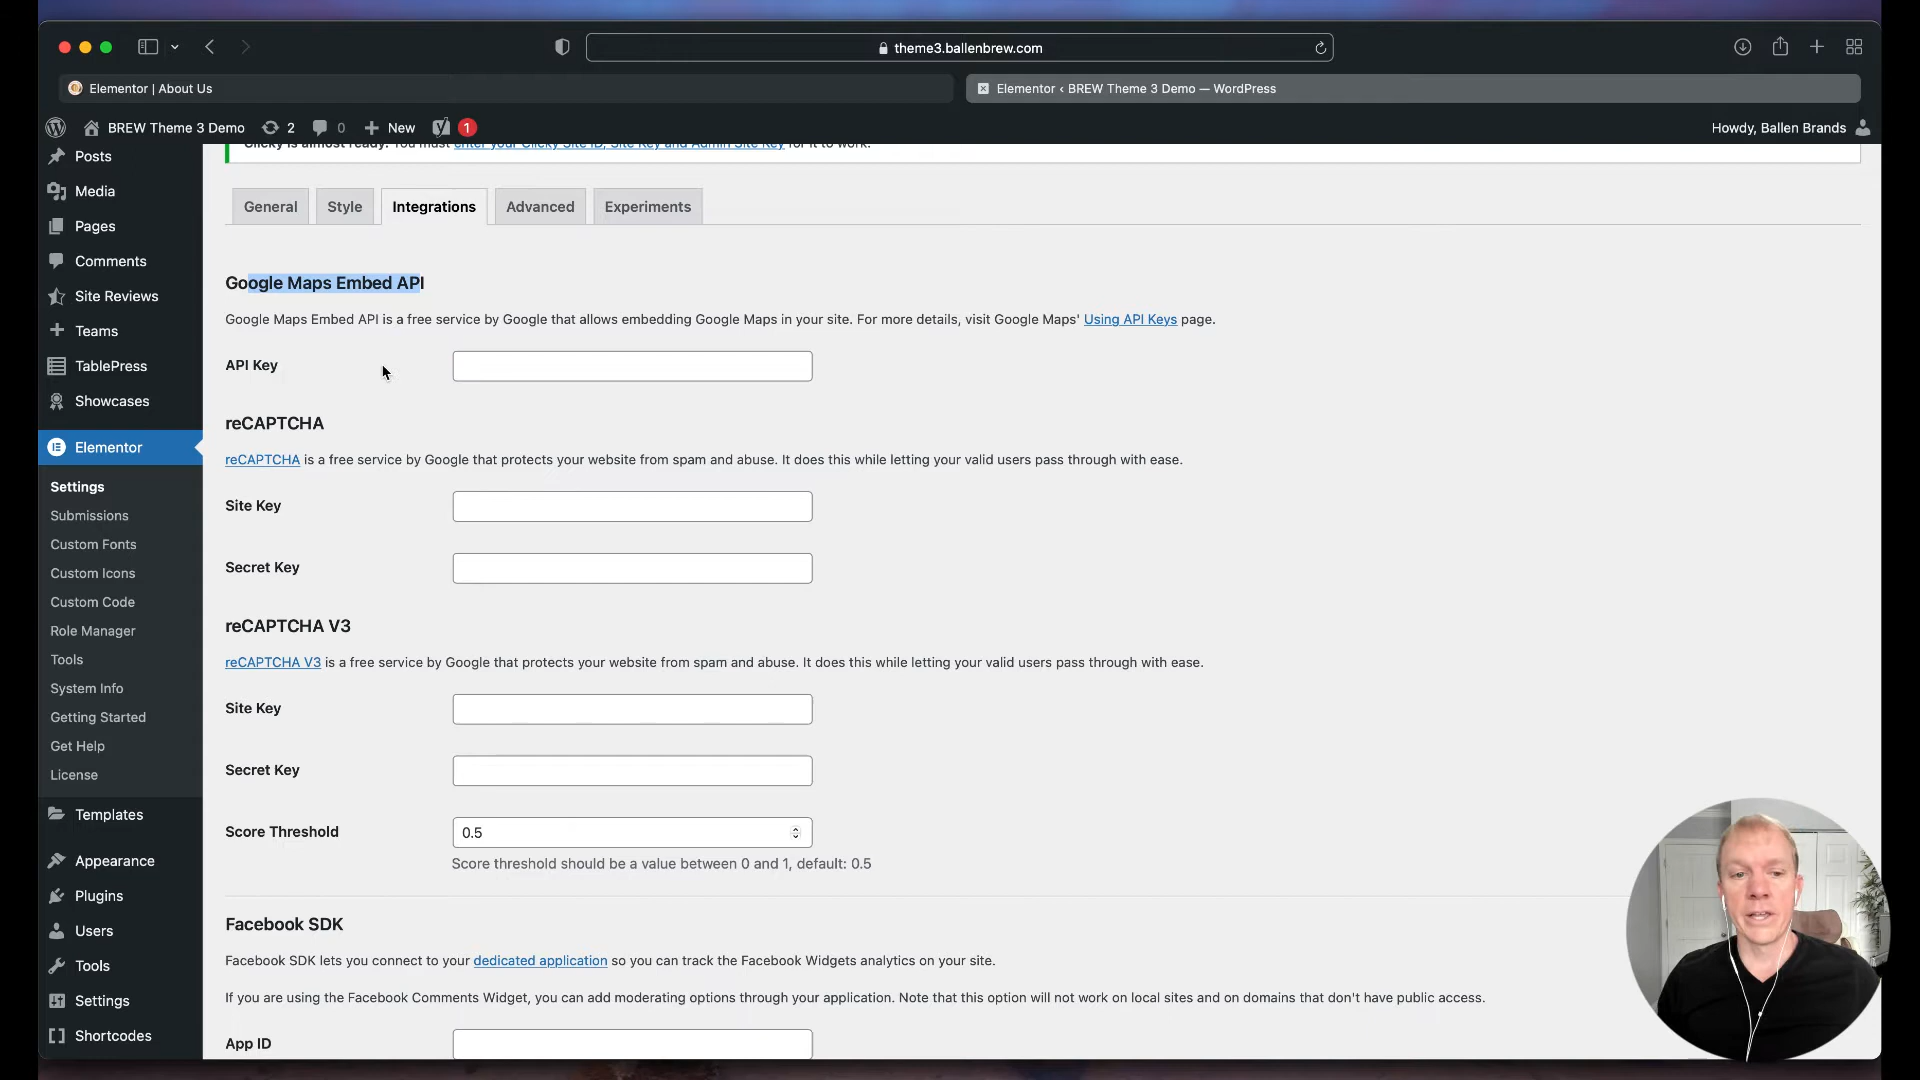 theme3.ballenbrew.com
Elementor | About Us
Elementor ‹ BREW Theme 3 Demo — WordPress
BREW Theme 3 Demo 2 0 New 1 Howdy, Ballen Brands
Posts
Media
Pages
Comments
Site Reviews
Teams
TablePress
Showcases
Elementor
Settings
Submissions
Custom Fonts
Custom Icons
Custom Code
Role Manager
Tools
System Info
Getting Started
Get Help
License
Templates
Appearance
Plugins
Users
Tools
Settings
Shortcodes
Clicky is almost ready. You must enter your Clicky Site ID, Site Key and Admin Site Key for it to work.
General Style Integrations Advanced Experiments
Google Maps Embed API
Google Maps Embed API is a free service by Google that allows embedding Google Maps in your site. For more details, visit Google Maps' Using API Keys page.
API Key
reCAPTCHA
reCAPTCHA is a free service by Google that protects your website from spam and abuse. It does this while letting your valid users pass through with ease.
Site Key
Secret Key
reCAPTCHA V3
reCAPTCHA V3 is a free service by Google that protects your website from spam and abuse. It does this while letting your valid users pass through with ease.
Site Key
Secret Key
Score Threshold 0.5
Score threshold should be a value between 0 and 1, default: 0.5
Facebook SDK
Facebook SDK lets you connect to your dedicated application so you can track the Facebook Widgets analytics on your site.
If you are using the Facebook Comments Widget, you can add moderating options through your application. Note that this option will not work on local sites and on domains that don't have public access.
App ID